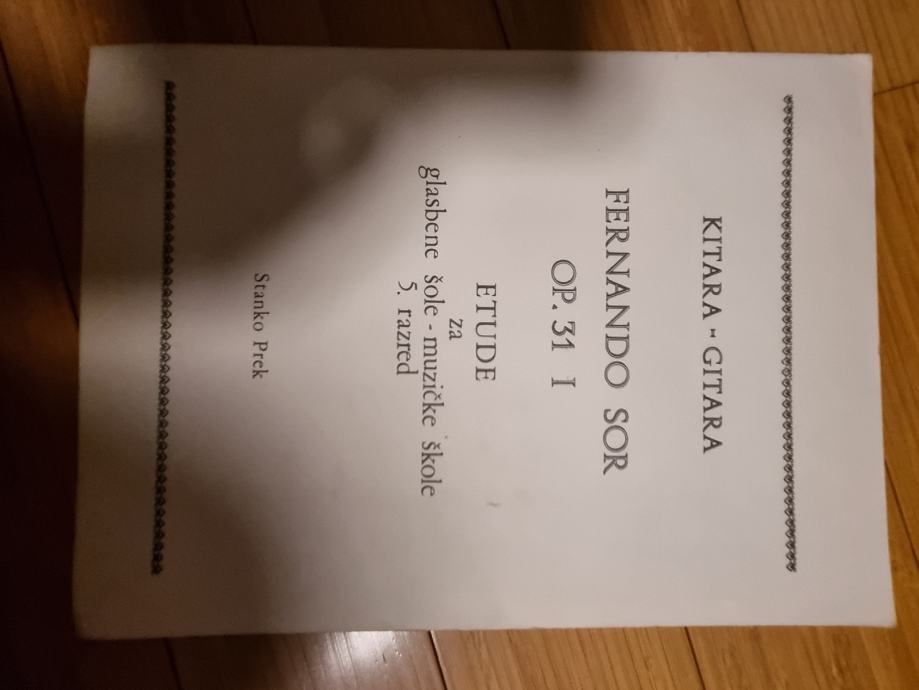 KITARA - GITARA
FERNANDO SOR
OP. 31 I
ETUDE
za
glasbene šole - muzičke škole
5. razred
Stanko Prek